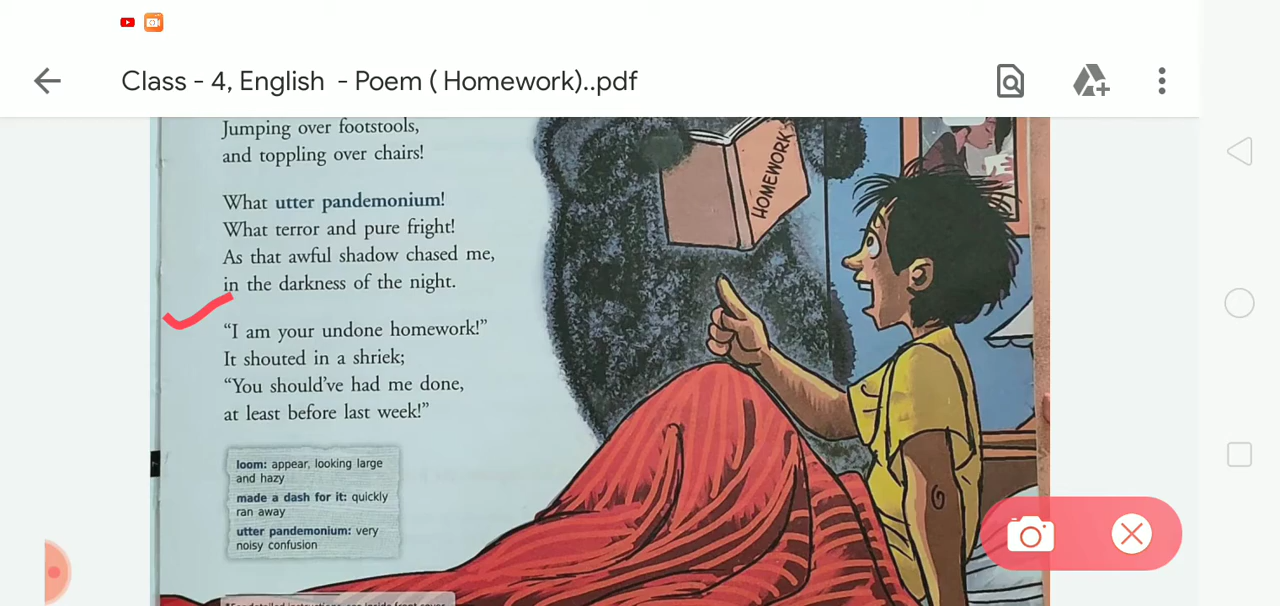 Class - 4, English - Poem ( Homework)..pdf
Jumping over footstools,
and toppling over chairs!
What utter pandemonium!
What terror and pure fright!
As that awful shadow chased me,
in the darkness of the night.
“I am your undone homework!”
It shouted in a shriek;
“You should’ve had me done,
at least before last week!”
HOMEWORK
loom: appear, looking large
and hazy
made a dash for it: quickly
ran away
utter pandemonium: very
noisy confusion